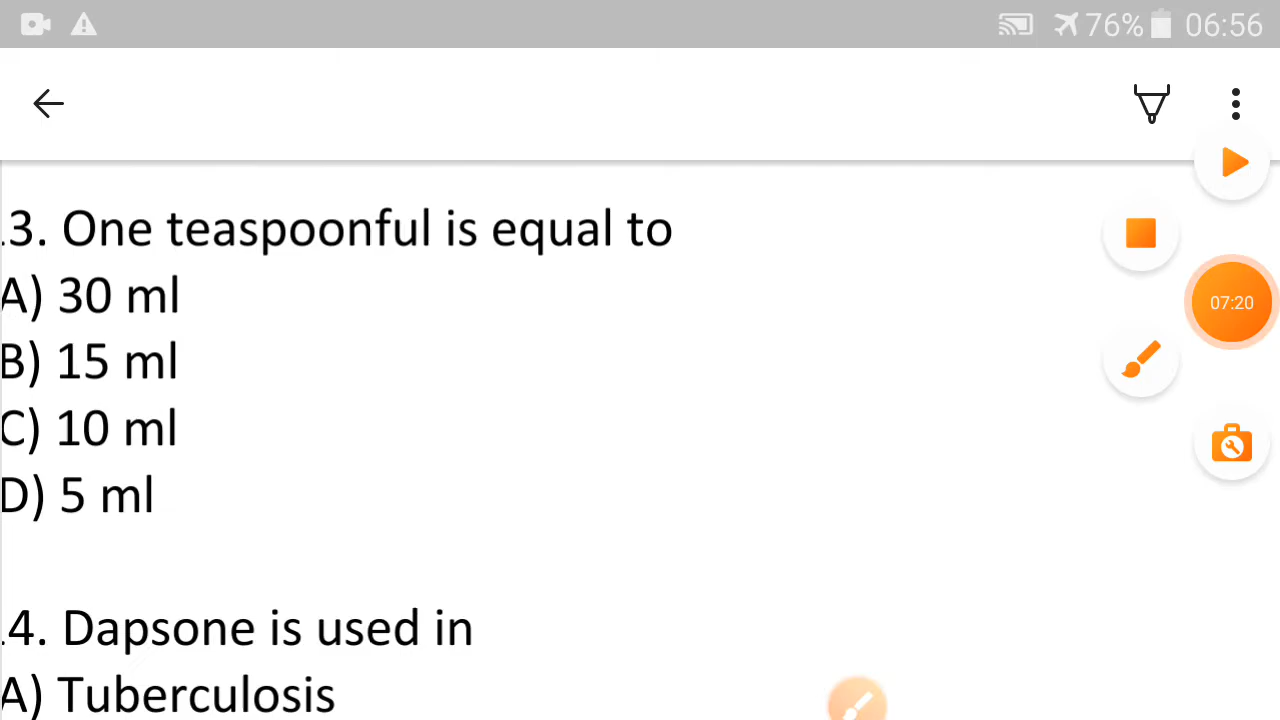 76% 06:56
.3. One teaspoonful is equal to
A) 30 ml
B) 15 ml
C) 10 ml
D) 5 ml
07:20
.4. Dapsone is used in
A) Tuberculosis